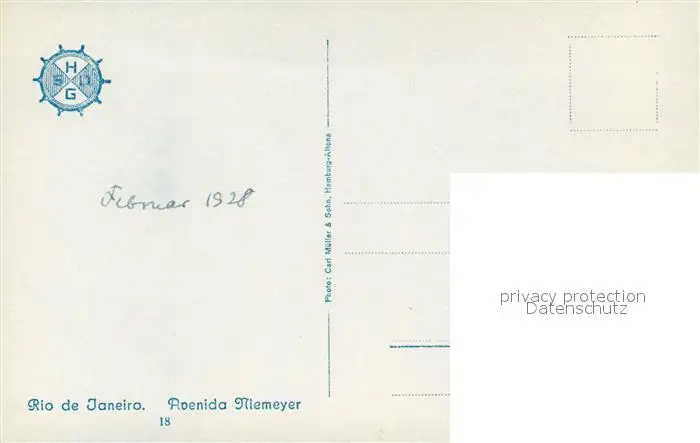 H
S D
G
Februar 1928
Photo: Carl Müller & Sohn, Hamburg-Altona
privacy protection
Datenschutz
Rio de Janeiro. Avenida Niemeyer
18